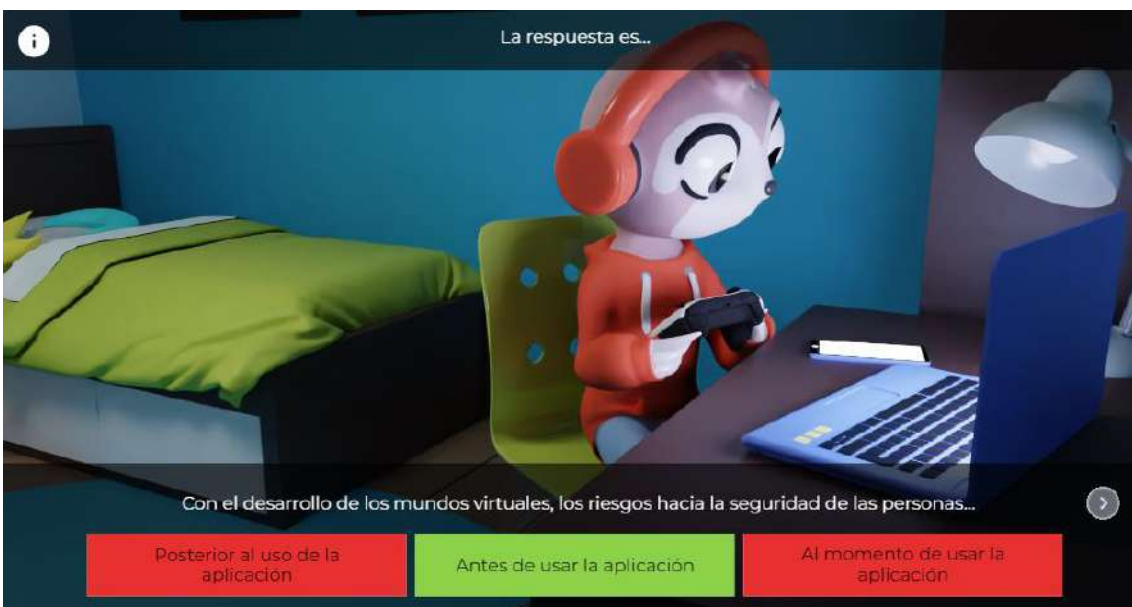 i
La respuesta es...
Con el desarrollo de los mundos virtuales, los riesgos hacia la seguridad de las personas...
Posterior al uso de la
aplicación
Antes de usar la aplicación
Al momento de usar la
aplicación